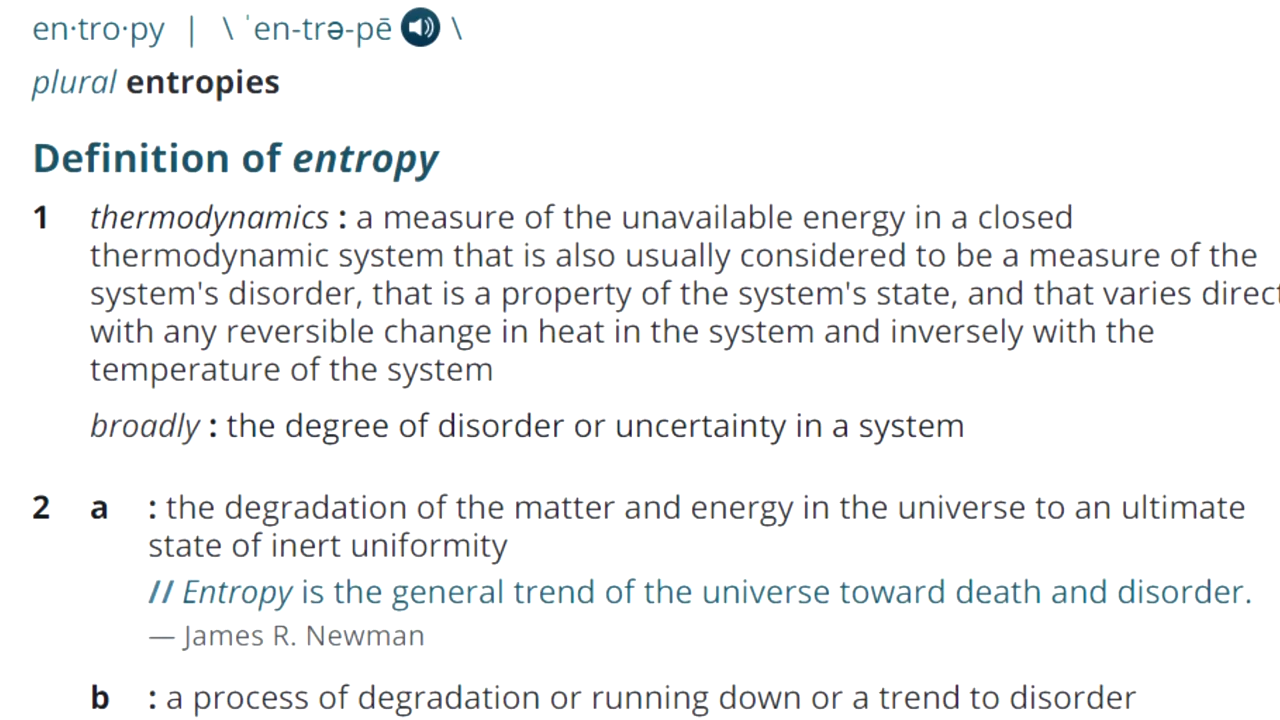 en·tro·py | \ ˈen-trə-pē \
plural entropies
Definition of entropy
1 thermodynamics : a measure of the unavailable energy in a closed
thermodynamic system that is also usually considered to be a measure of the
system's disorder, that is a property of the system's state, and that varies direct
with any reversible change in heat in the system and inversely with the
temperature of the system
broadly : the degree of disorder or uncertainty in a system
2 a : the degradation of the matter and energy in the universe to an ultimate
state of inert uniformity
// Entropy is the general trend of the universe toward death and disorder.
— James R. Newman
b : a process of degradation or running down or a trend to disorder